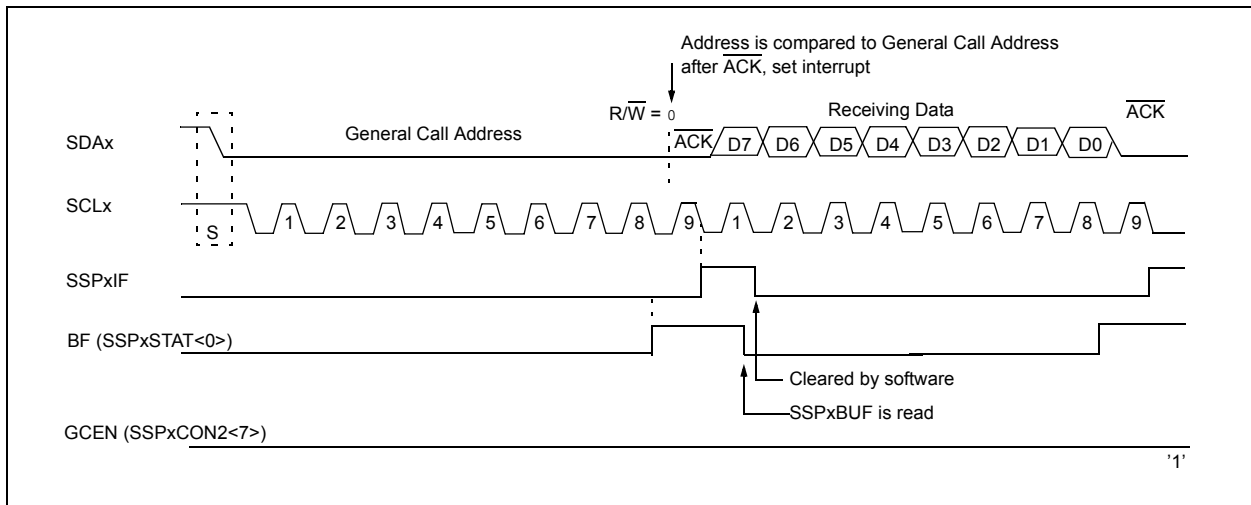 Address is compared to General Call Address
after ACK, set interrupt
R/W = 0
Receiving Data
ACK
SDAx
General Call Address
ACK D7 D6 D5 D4 D3 D2 D1 D0
SCLx
S
1 2 3 4 5 6 7 8 9 1 2 3 4 5 6 7 8 9
SSPxIF
BF (SSPxSTAT<0>)
Cleared by software
SSPxBUF is read
GCEN (SSPxCON2<7>)
’1’